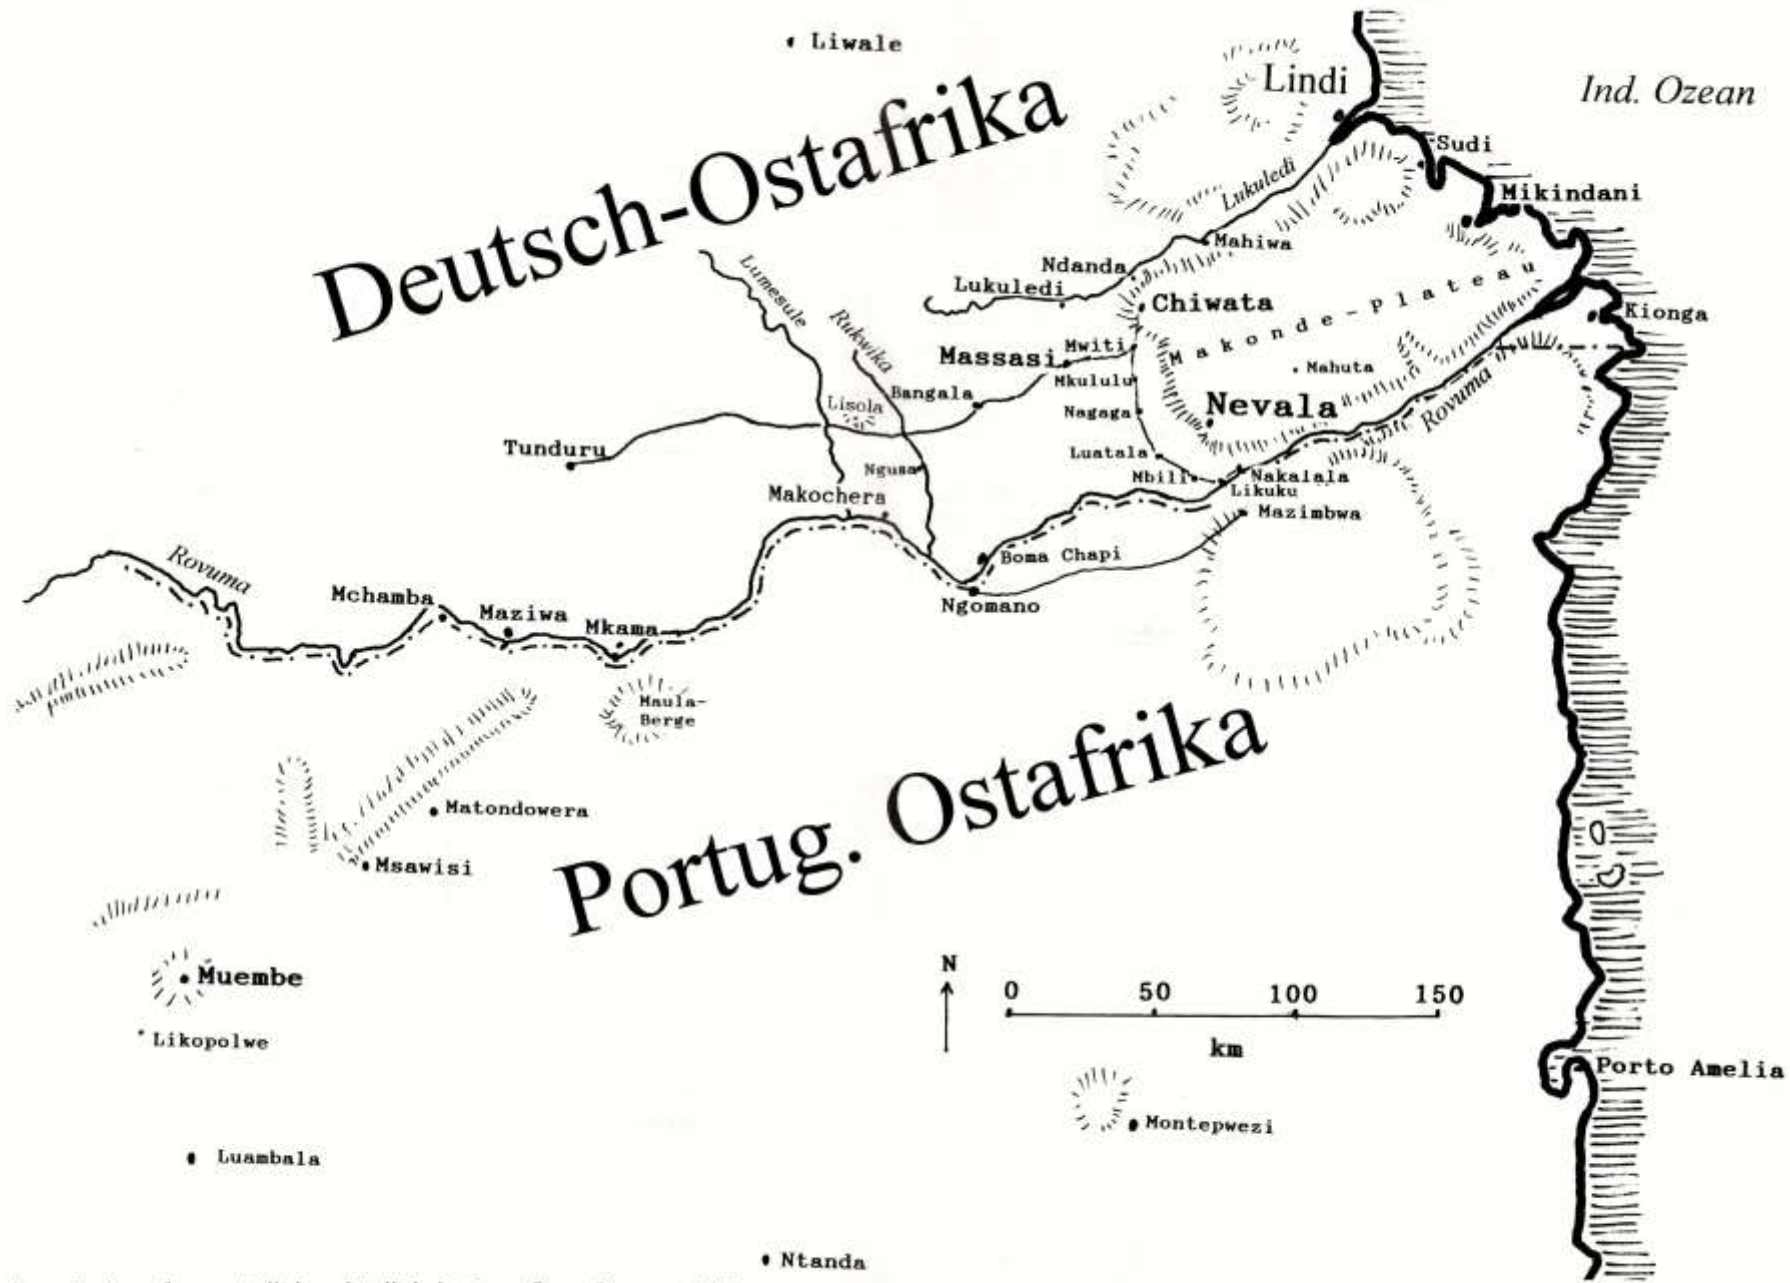 Liwale
Lindi
Ind. Ozean
Deutsch-Ostafrika
Sudi
Lukuledi
Mikindani
Mahiwa
Ndanda
Lumesule
Lukuledi
Chiwata
Makonde-Plateau
Kionga
Rukwika
Massasi
Mwiti
Mahuta
Mkululu
Bangala
Lisola
Nagaga
Nevala
Rovuma
Tunduru
Luatala
Ngusa
Mbili
Nakalala
Makochera
Likuku
Mazimbwa
Rovuma
Boma Chapi
Mchamba
Maziwa
Mkama
Ngomano
Maula-
Berge
Portug. Ostafrika
Matondowera
Msawisi
Muembe
N
0 50 100 150
km
Likopolwe
Porto Amelia
Montepwezi
Luambala
Ntanda